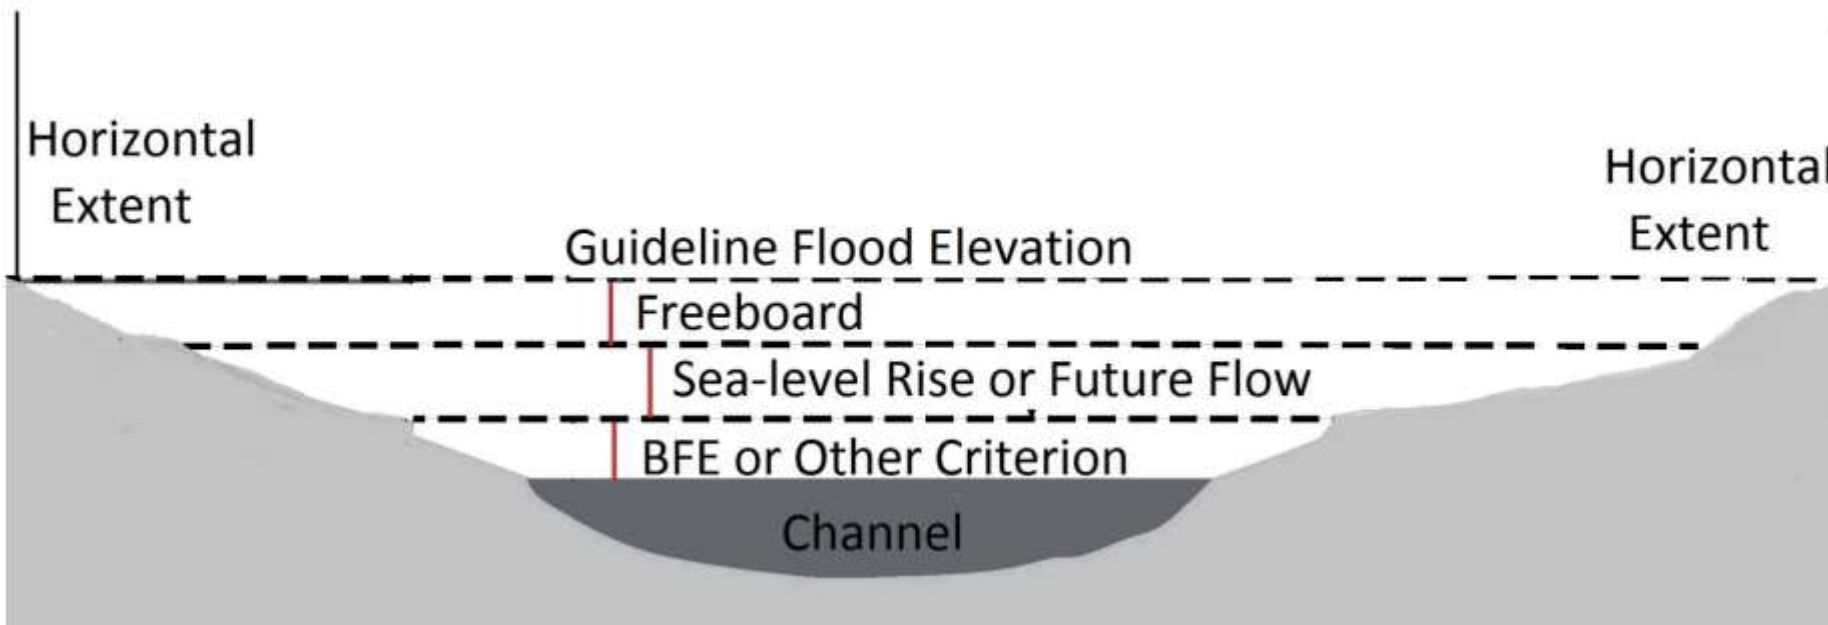 Horizontal
Extent
Horizontal
Extent
Guideline Flood Elevation
Freeboard
Sea-level Rise or Future Flow
BFE or Other Criterion
Channel